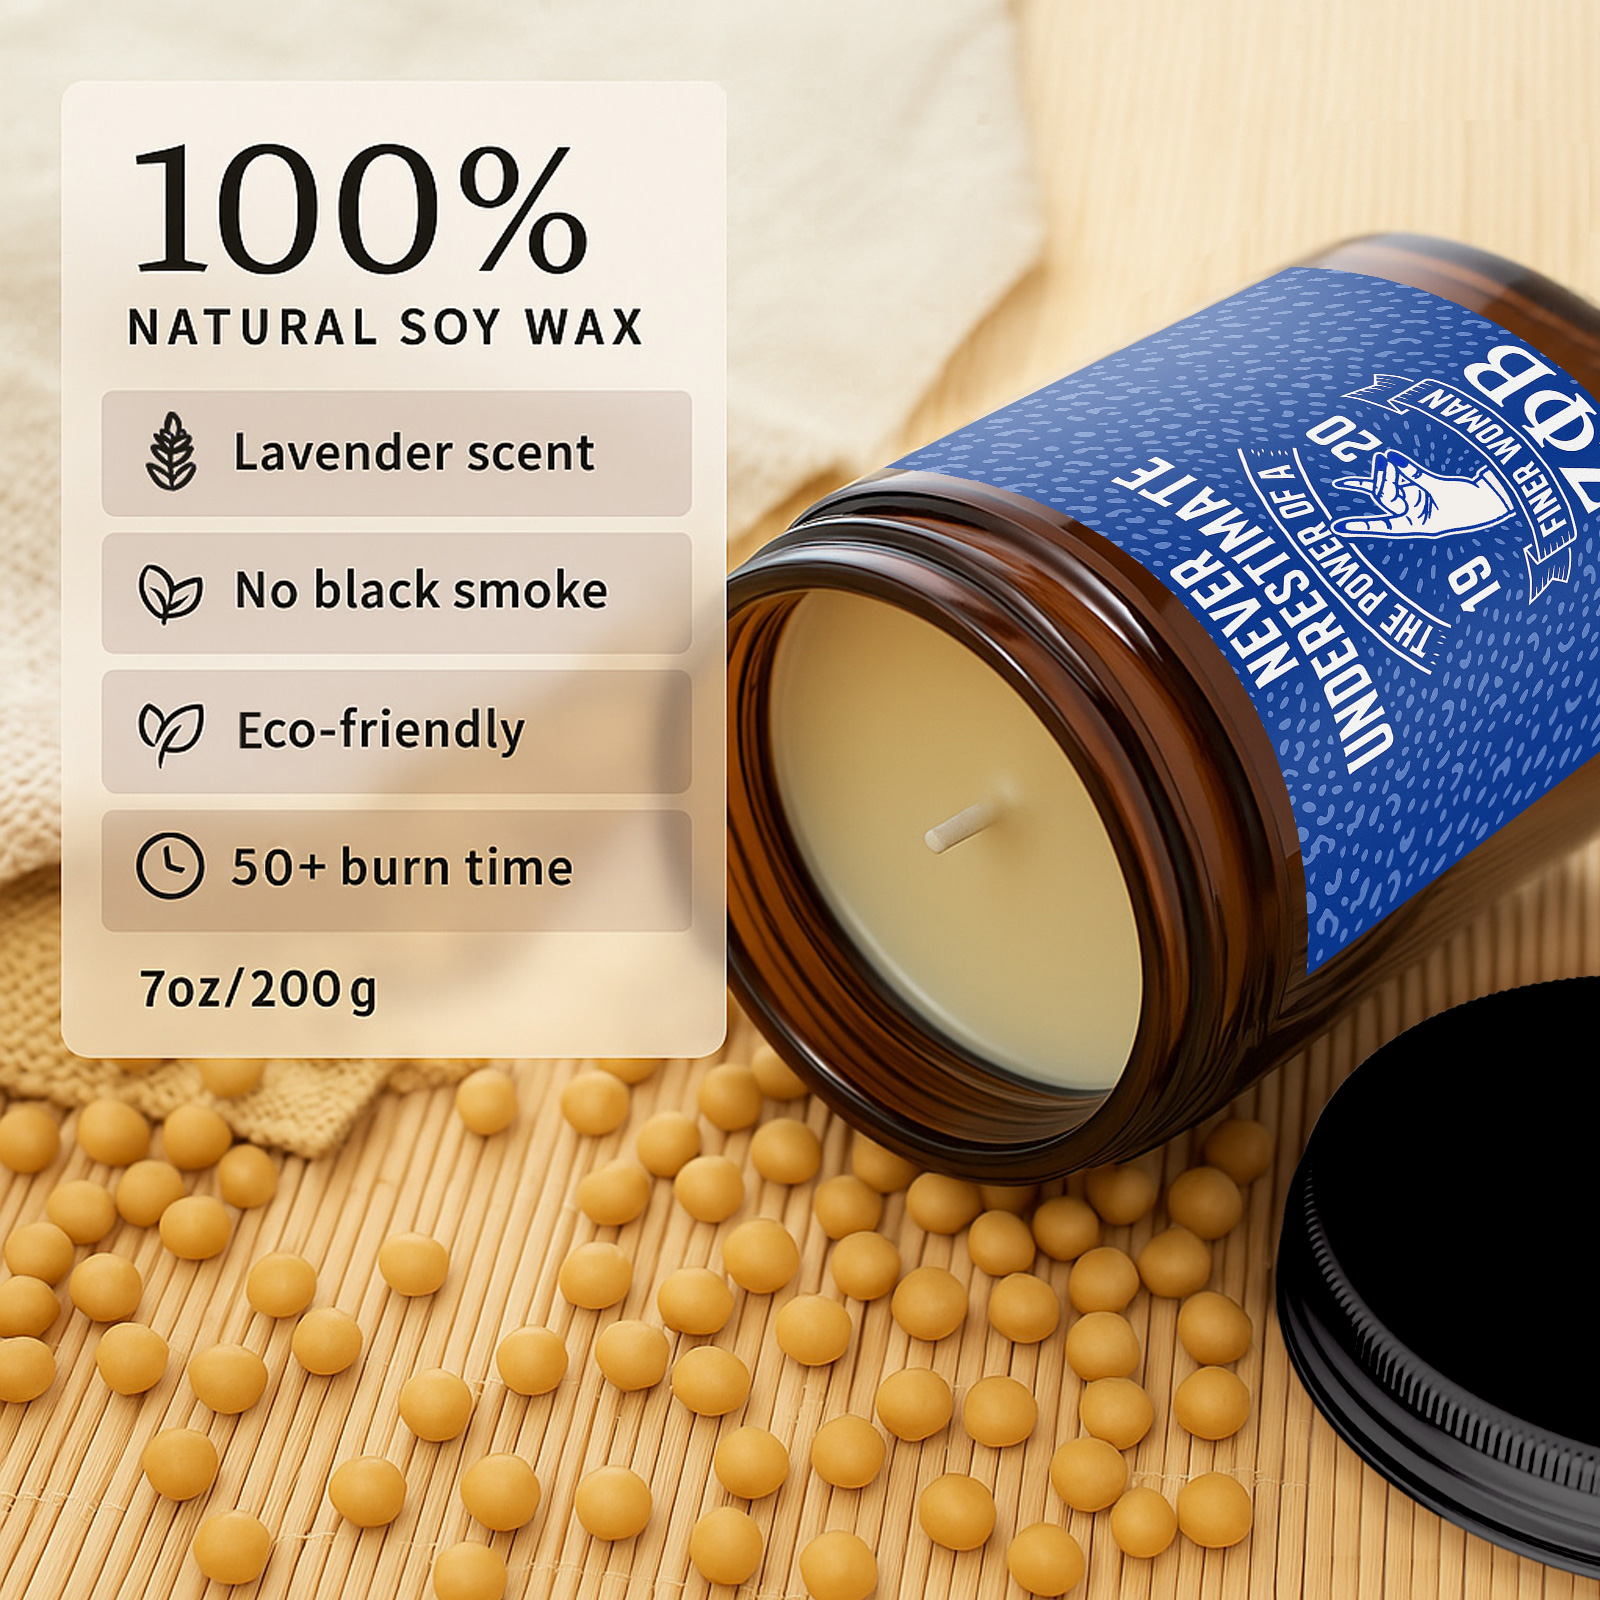 100%
NATURAL SOY WAX
Lavender scent
No black smoke
Eco-friendly
50+ burn time
7oz/200g
NEVER
UNDERESTIMATE
THE POWER OF A
19 20
FINER WOMAN
ΖΦΒ